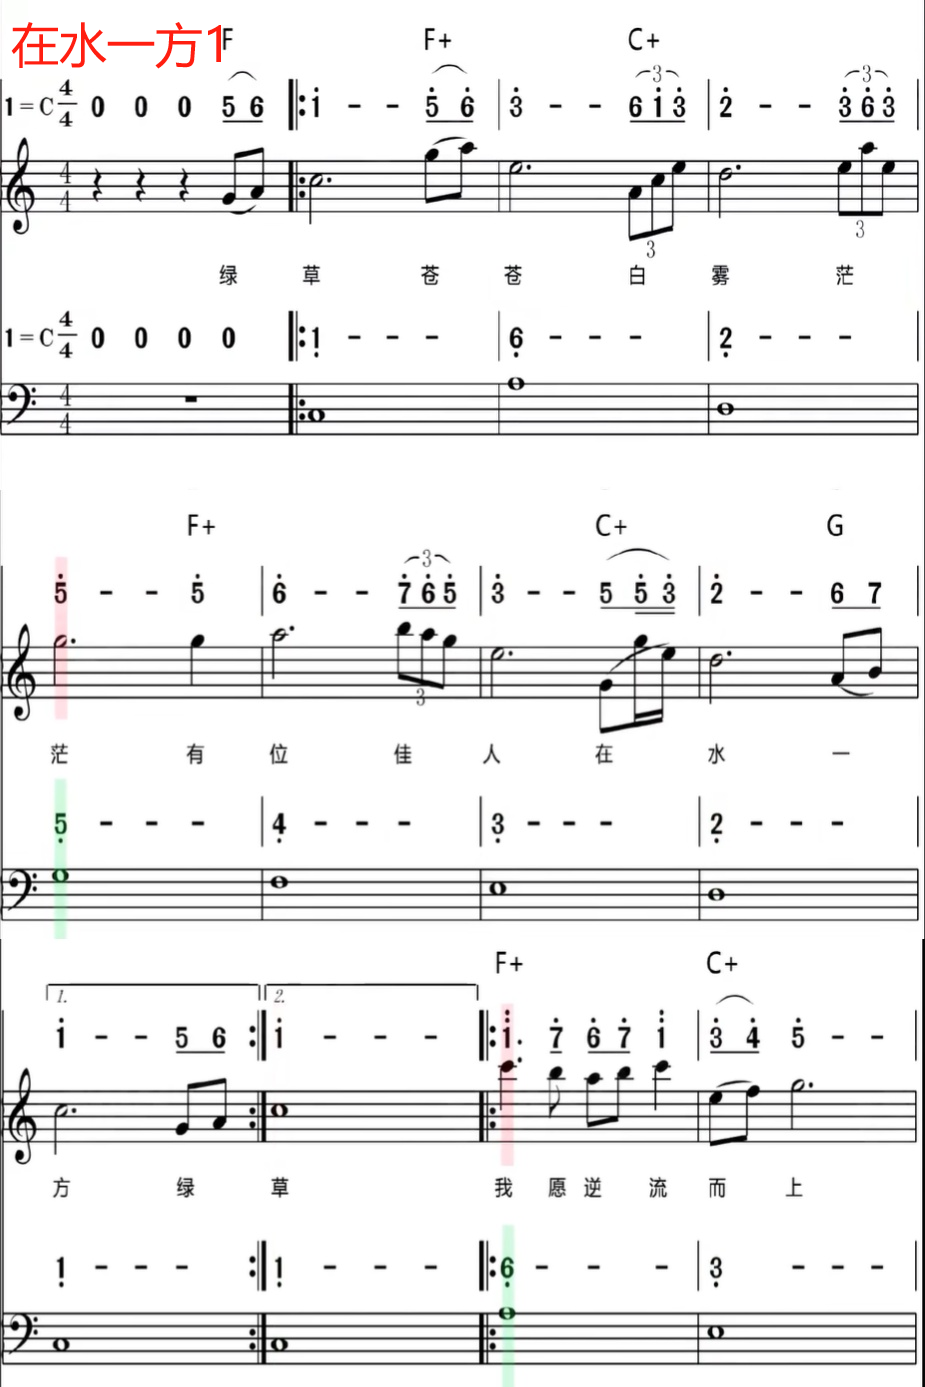 在水一方1
F F+ C+
1=C 4/4 0 0 0 5 6 1 - - 5 6 3 - - 6 1 3 2 - - 3 6 3
3 3
4/4
3 3
绿 草 苍 苍 白 雾 茫
1=C 4/4 0 0 0 0 1 - - - 6 - - - 2 - - -
4/4
F+ C+ G
3
5 - - 5 6 - - 7 6 5 3 - - 5 5 3 2 - - 6 7
3
茫 有 位 佳 人 在 水 一
5 - - - 4 - - - 3 - - - 2 - - -
F+ C+
1. 2.
1 - - 5 6 1 - - - 1. 7 6 7 1 3 4 5 - -
方 绿 草 我 愿 逆 流 而 上
1 - - - 1 - - - 6 - - - 3 - - -